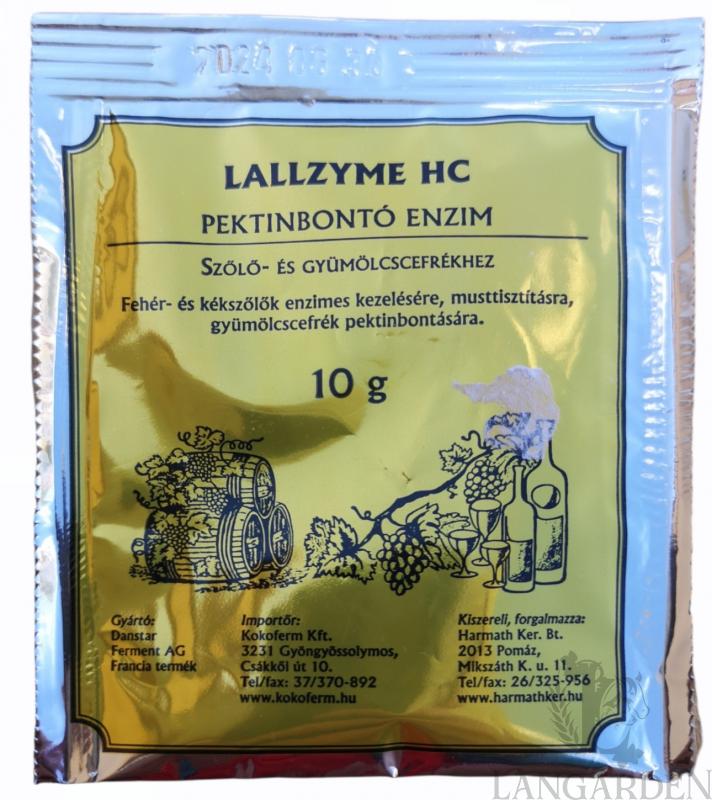 LALLZYME HC
PEKTINBONTÓ ENZIM
SZŐLŐ- ÉS GYÜMÖLCSCEFRÉKHEZ
Fehér- és kékszőlők enzimes kezelésére, musttisztításra,
gyümölcscefrék pektinbontására.
10 g
Gyártó:
Danstar
Ferment AG
Francia termék
Importőr:
Kokoferm Kft.
3231 Gyöngyössolymos,
Csákkői út 10.
Tel/fax: 37/370-892
www.kokoferm.hu
Kiszereli, forgalmazza:
Harmath Ker. Bt.
2013 Pomáz,
Mikszáth K. u. 11.
Tel/fax: 26/325-956
www.harmathker.hu
LANGARDEN